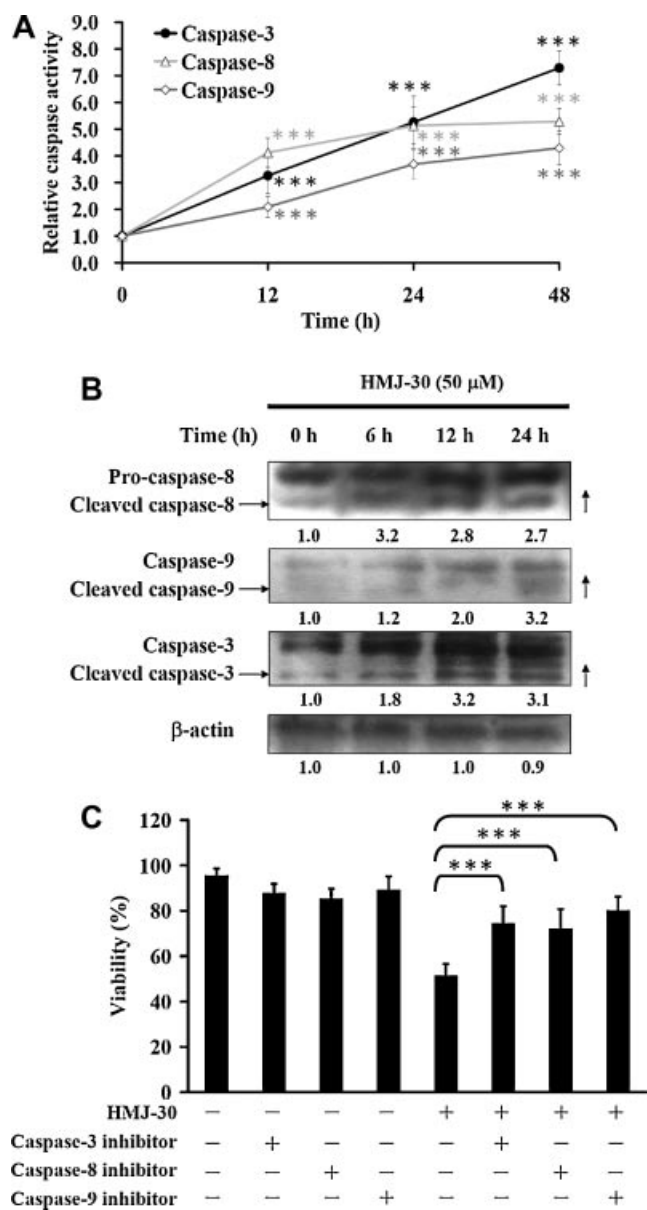 A
Relative caspase activity
9.0
8.0
7.0
6.0
5.0
4.0
3.0
2.0
1.0
0.0
Caspase-3
Caspase-8
Caspase-9
***
***
***
***
***
***
***
***
***
0 12 24 48
Time (h)
B
HMJ-30 (50 μM)
Time (h) 0 h 6 h 12 h 24 h
Pro-caspase-8
Cleaved caspase-8
1.0 3.2 2.8 2.7
Caspase-9
Cleaved caspase-9
1.0 1.2 2.0 3.2
Caspase-3
Cleaved caspase-3
1.0 1.8 3.2 3.1
β-actin
1.0 1.0 1.0 0.9
C
Viability (%)
120
100
80
60
40
20
0
***
***
***
HMJ-30 − − − − + + + +
Caspase-3 inhibitor − + − − − + − −
Caspase-8 inhibitor − − + − − − + −
Caspase-9 inhibitor − − − + − − − +